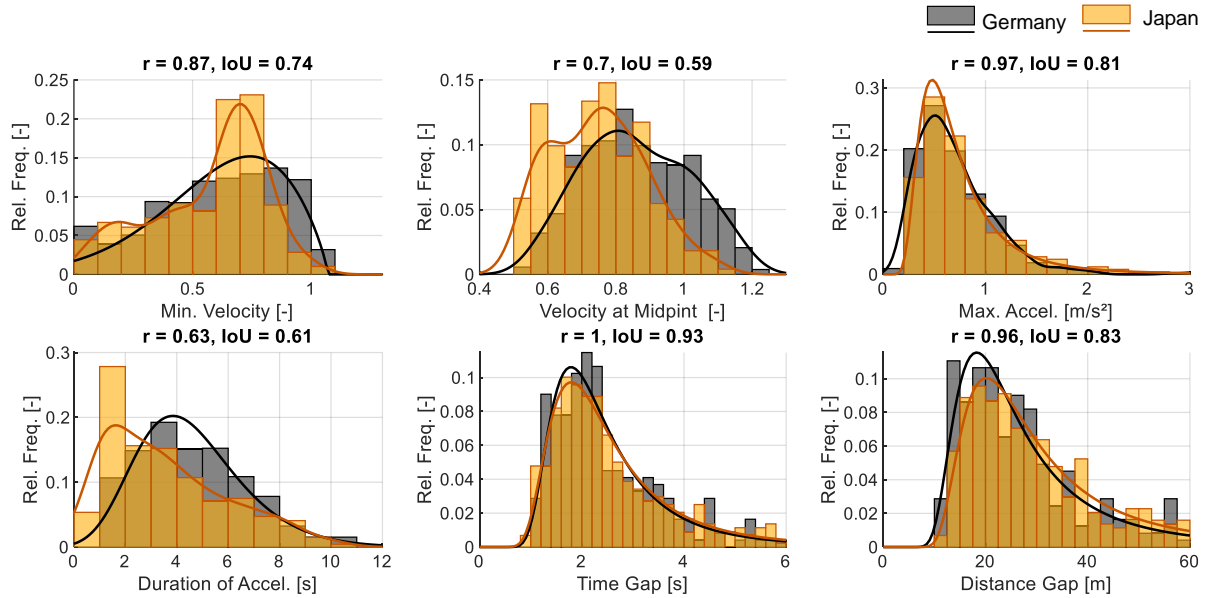 Germany Japan
r = 0.87, IoU = 0.74
r = 0.7, IoU = 0.59
r = 0.97, IoU = 0.81
Rel. Freq. [-]
0.25
0.2
0.15
0.1
0.05
0
0 0.5 1
Min. Velocity [-]
Rel. Freq. [-]
0.15
0.1
0.05
0
0.4 0.6 0.8 1 1.2
Velocity at Midpint [-]
Rel. Freq. [-]
0.3
0.2
0.1
0
0 1 2 3
Max. Accel. [m/s²]
r = 0.63, IoU = 0.61
r = 1, IoU = 0.93
r = 0.96, IoU = 0.83
Rel. Freq. [-]
0.3
0.2
0.1
0
0 2 4 6 8 10 12
Duration of Accel. [s]
Rel. Freq. [-]
0.1
0.08
0.06
0.04
0.02
0
0 2 4 6
Time Gap [s]
Rel. Freq. [-]
0.1
0.08
0.06
0.04
0.02
0
0 20 40 60
Distance Gap [m]